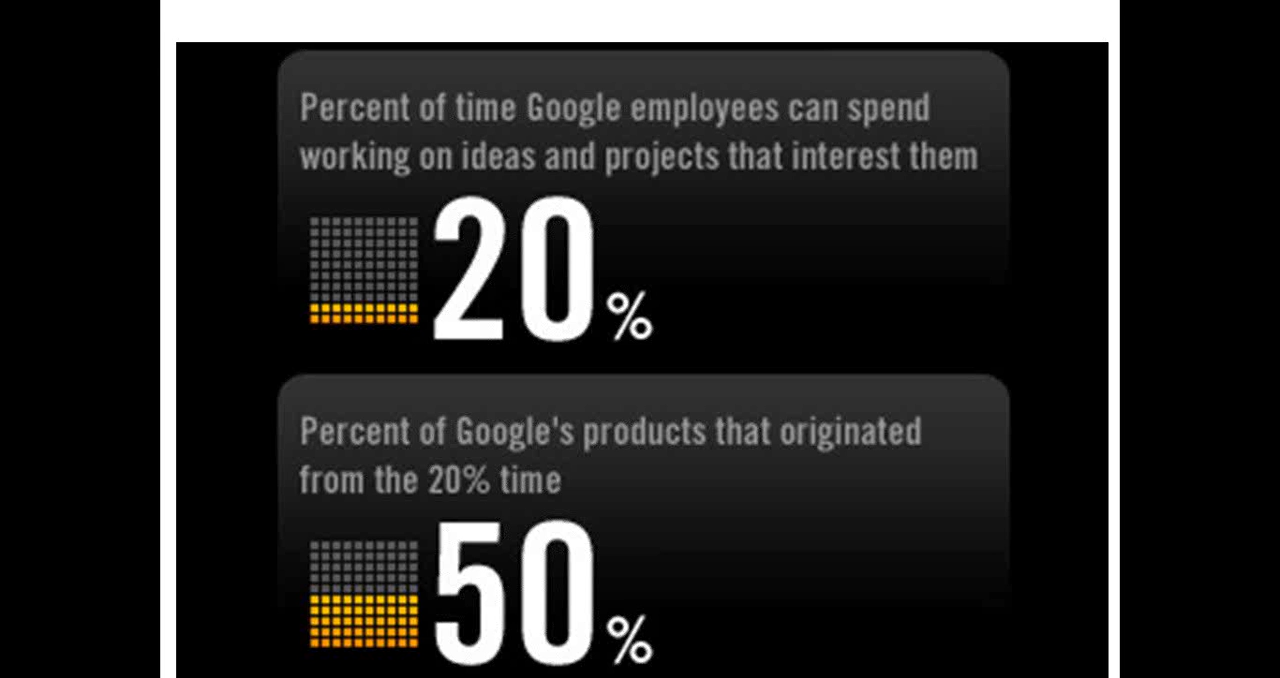 Percent of time Google employees can spend
working on ideas and projects that interest them
20%
Percent of Google's products that originated
from the 20% time
50%